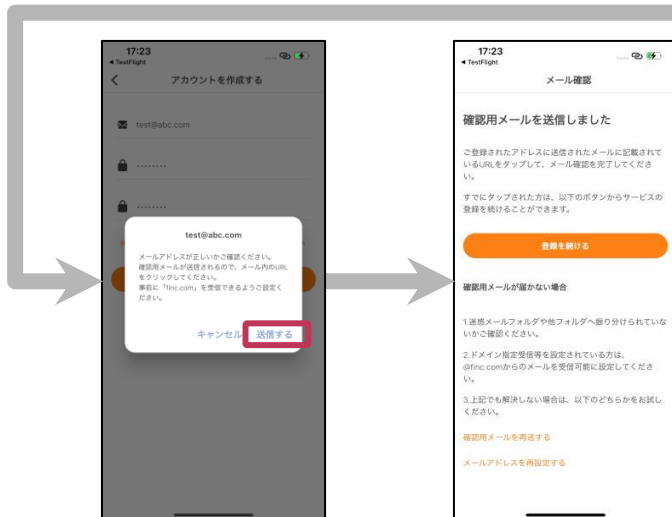 17:23
◀ TestFlight
アカウントを作成する
test@abc.com
........
........
test@abc.com
メールアドレスが正しいかご確認ください。
確認用メールが送信されるので、メール内のURL
をクリックしてください。
事前に「finc.com」を受信できるようご設定く
ださい。
キャンセル 送信する
17:23
◀ TestFlight
メール確認
確認用メールを送信しました
ご登録されたアドレスに送信されたメールに記載されて
いるURLをタップして、メール確認を完了してくださ
い。
すでにタップされた方は、以下のボタンからサービスの
登録を続けることができます。
登録を続ける
確認用メールが届かない場合
1.迷惑メールフォルダや他フォルダへ振り分けられていな
いかご確認ください。
2.ドメイン指定受信等を設定されている方は、
@finc.comからのメールを受信可能に設定してくださ
い。
3.上記でも解決しない場合は、以下のどちらかをお試し
ください。
確認用メールを再送する
メールアドレスを再設定する